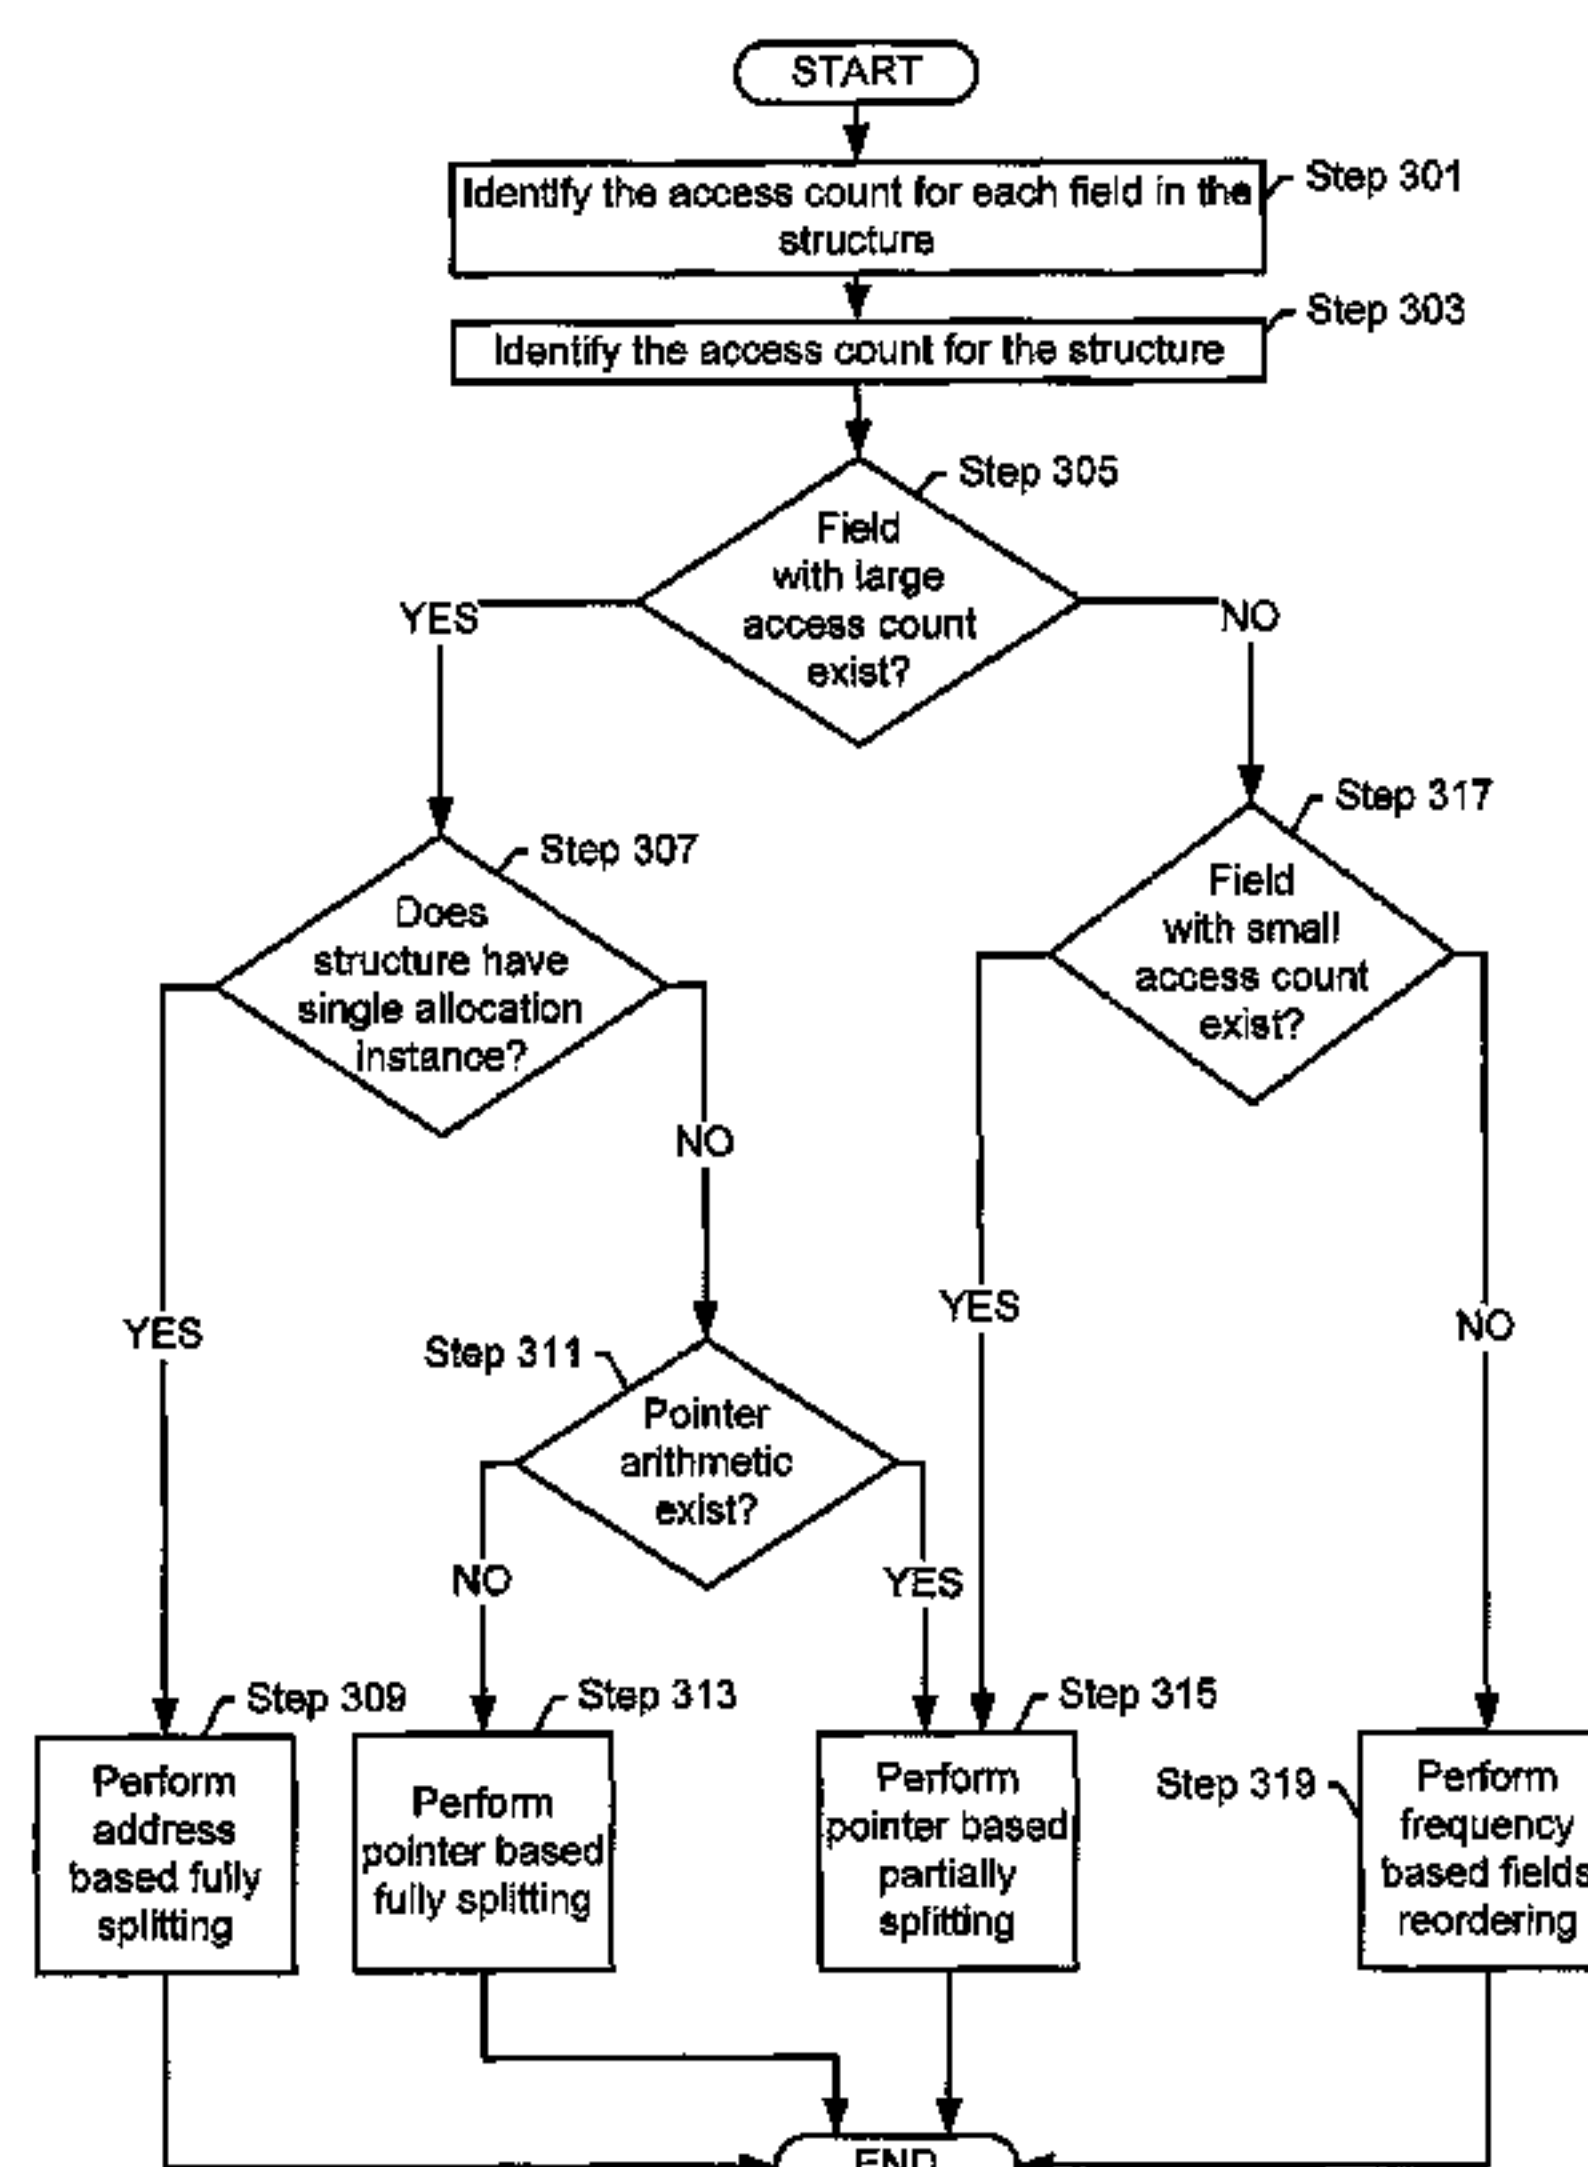 START
Identify the access count for each field in the
structure
Step 301
Identify the access count for the structure
Step 303
Step 305
Field
with large
access count
exist?
YES
NO
Step 307
Does
structure have
single allocation
instance?
Step 317
Field
with small
access count
exist?
NO
YES
YES
NO
Step 311
Pointer
arithmetic
exist?
NO
YES
Step 309
Perform
address
based fully
splitting
Step 313
Perform
pointer based
fully splitting
Step 315
Perform
pointer based
partially
splitting
Step 319
Perform
frequency
based fields
reordering
END